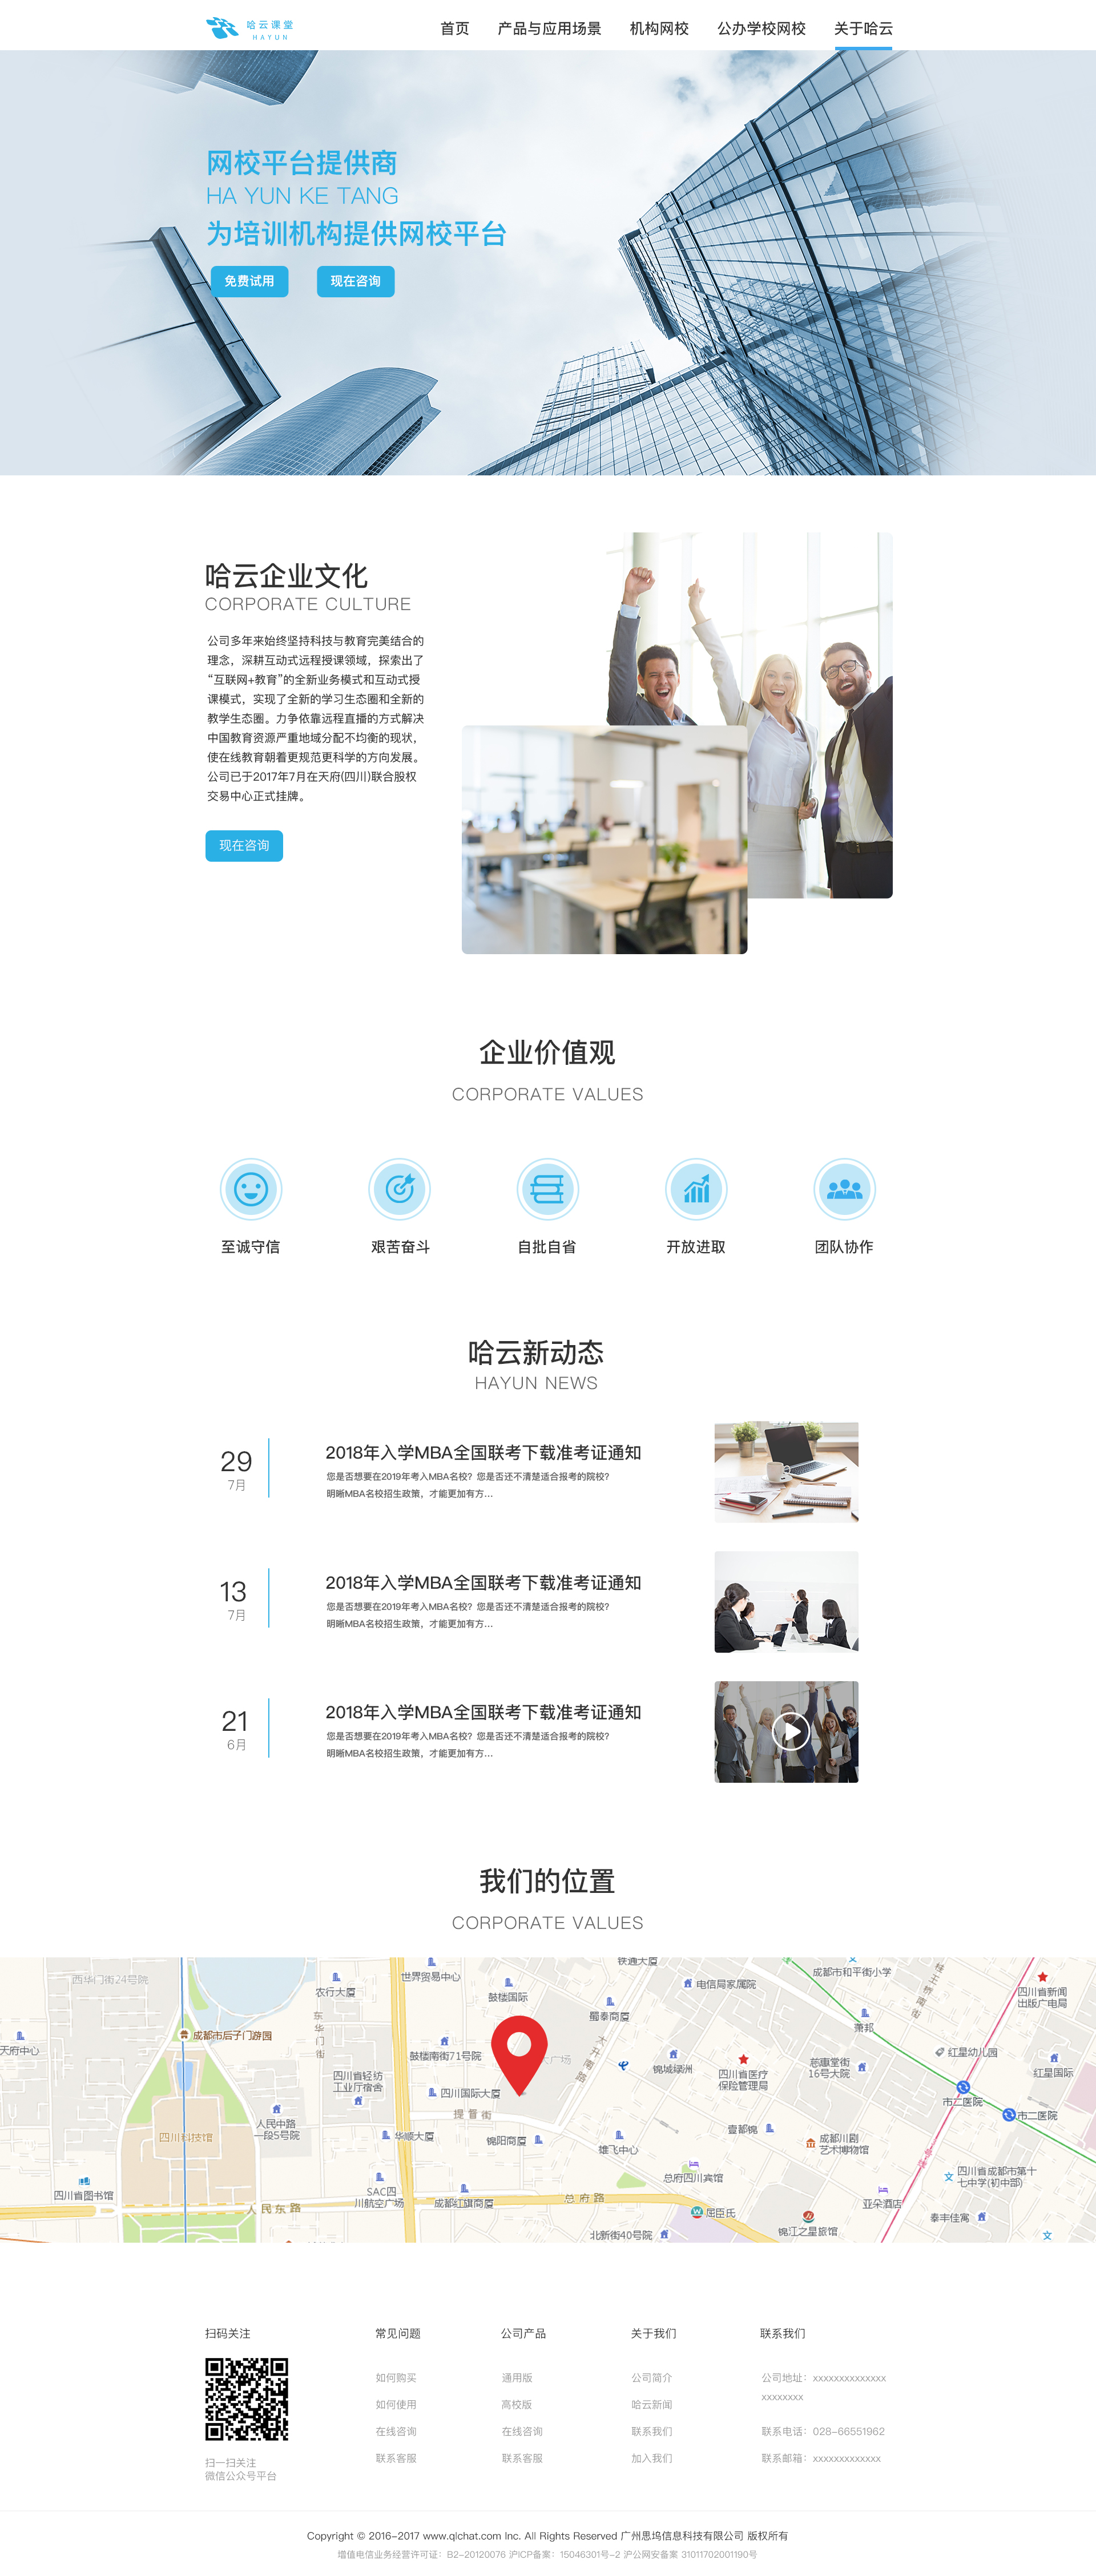 哈云课堂
HAYUN
首页 产品与应用场景 机构网校 公办学校网校 关于哈云
网校平台提供商
HA YUN KE TANG
为培训机构提供网校平台
免费试用 现在咨询
哈云企业文化
CORPORATE CULTURE
公司多年来始终坚持科技与教育完美结合的
理念，深耕互动式远程授课领域，探索出了
“互联网+教育”的全新业务模式和互动式授
课模式，实现了全新的学习生态圈和全新的
教学生态圈。力争依靠远程直播的方式解决
中国教育资源严重地域分配不均衡的现状，
使在线教育朝着更规范更科学的方向发展。
公司已于2017年7月在天府(四川)联合股权
交易中心正式挂牌。
现在咨询
企业价值观
CORPORATE VALUES
至诚守信 艰苦奋斗 自批自省 开放进取 团队协作
哈云新动态
HAYUN NEWS
29
7月
2018年入学MBA全国联考下载准考证通知
您是否想要在2019年考入MBA名校？您是否还不清楚适合报考的院校？
明晰MBA名校招生政策，才能更加有方...
13
7月
2018年入学MBA全国联考下载准考证通知
您是否想要在2019年考入MBA名校？您是否还不清楚适合报考的院校？
明晰MBA名校招生政策，才能更加有方...
21
6月
2018年入学MBA全国联考下载准考证通知
您是否想要在2019年考入MBA名校？您是否还不清楚适合报考的院校？
明晰MBA名校招生政策，才能更加有方...
我们的位置
CORPORATE VALUES
西华门街24号院
农行大厦
世界贸易中心
鼓楼国际
铁通大厦
电信局家属院
成都市和平街小学
桂王桥南街
四川省新闻
出版广电局
天府中心
成都市后子门游园
东华门街
鼓楼南街71号院
蜀泰商厦
大科甲巷
锦城绿洲
四川省医疗
保险管理局
慈惠堂街
16号大院
萧邦
红星幼儿园
红星国际
四川省轻纺
工业厅宿舍
四川国际大厦
提督街
市二医院
市二医院
人民中路
一段5号院
四川科技馆
华顺大厦
锦阳商厦
雄飞中心
壹都锦
成都川剧
艺术博物馆
四川省图书馆
SAC四
川航空广场
成都红旗商厦
总府路
总府四川宾馆
四川省成都市第十
七中学(初中部)
人民东路
北新街40号院
屈臣氏
锦江之星旅馆
亚朵酒店
泰丰佳寓
扫码关注 常见问题 公司产品 关于我们 联系我们
如何购买 通用版 公司简介 公司地址：xxxxxxxxxxxxxx
xxxxxxxx
如何使用 高校版 哈云新闻
在线咨询 在线咨询 联系我们 联系电话：028-66551962
联系客服 联系客服 加入我们 联系邮箱：xxxxxxxxxxxxx
扫一扫关注
微信公众号平台
Copyright © 2016-2017 www.qlchat.com Inc. All Rights Reserved 广州思坞信息科技有限公司 版权所有
增值电信业务经营许可证：B2-20120076 沪ICP备案：15046301号-2 沪公网安备案 31011702001190号